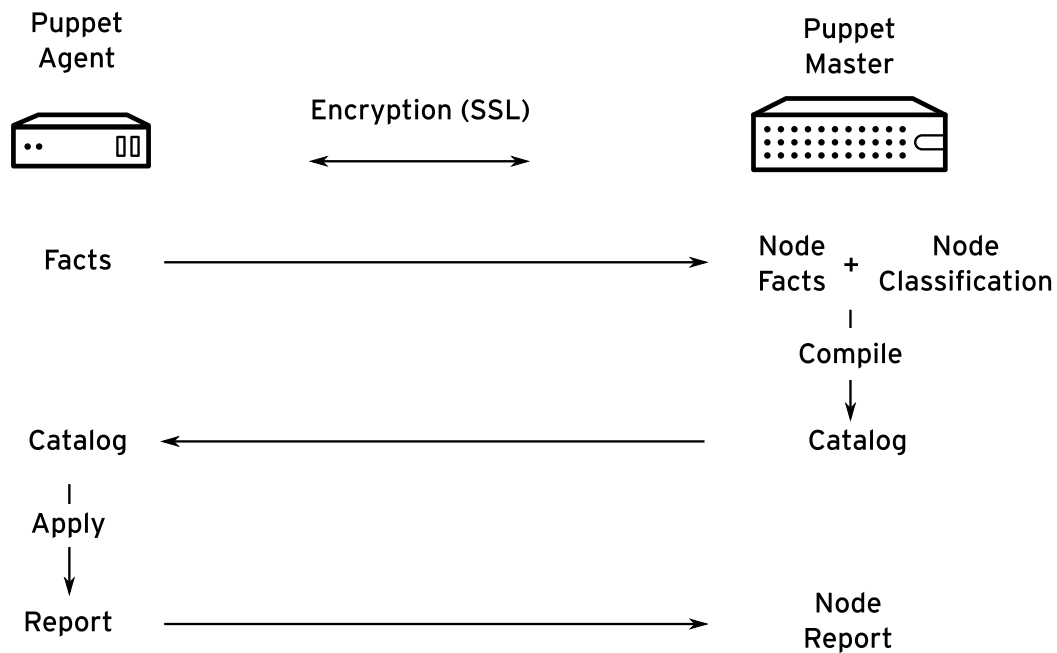 Puppet
Agent
Puppet
Master
Encryption (SSL)
Facts
Node
Facts
+
Node
Classification
Compile
Catalog
Catalog
Apply
Report
Node
Report